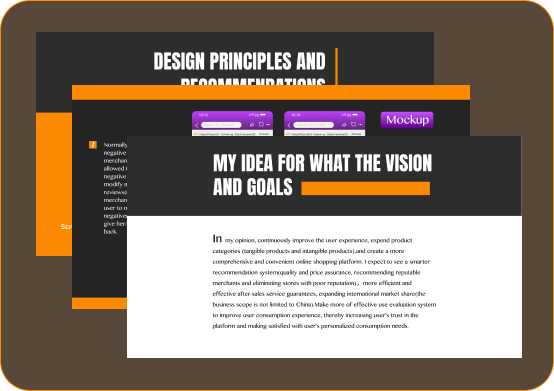 DESIGN PRINCIPLES AND
RECOMMENDATIONS
Mockup
Normally
negative
merchan
allowed t
negative
modify n
reviews(
merchan
user to n
negative
give her
back.
MY IDEA FOR WHAT THE VISION
AND GOALS
In my opinion, continuously improve the user experience, expend product
categories (tangible products and intangible products),and create a more
comprehensive and convenient online shopping platform. I expect to see a smarter
recommendation system(quality and price assurance, recommending reputable
merchants and eliminating stores with poor reputation)，more efficient and
effective after-sales service guarantees, expanding international market share(the
business scope is not limited to China).Make more of effective use evaluation system
to improve user consumption experience, thereby increasing user's trust in the
platform and making satisfied with user's personalized consumption needs.